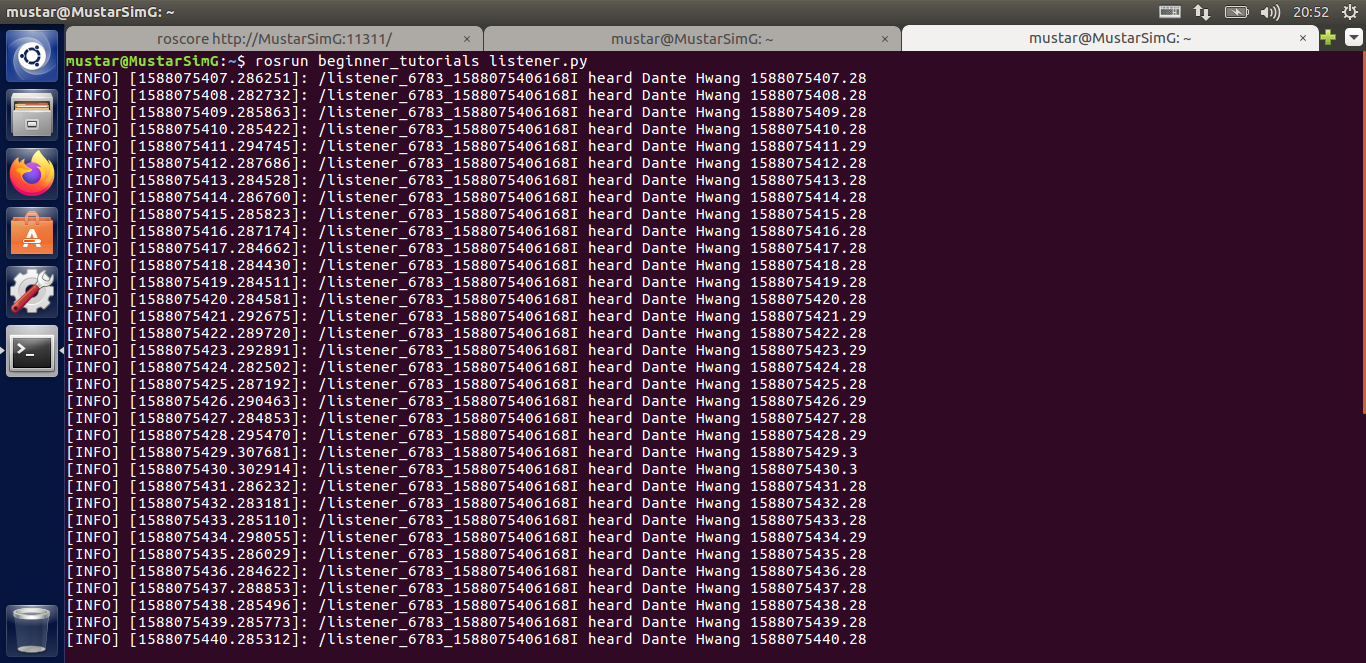 mustar@MustarSimG: ~
20:52
roscore http://MustarSimG:11311/ ×
mustar@MustarSimG: ~ ×
mustar@MustarSimG: ~ ×
mustar@MustarSimG:~$ rosrun beginner_tutorials listener.py
[INFO] [1588075407.286251]: /listener_6783_1588075406168I heard Dante Hwang 1588075407.28
[INFO] [1588075408.282732]: /listener_6783_1588075406168I heard Dante Hwang 1588075408.28
[INFO] [1588075409.285863]: /listener_6783_1588075406168I heard Dante Hwang 1588075409.28
[INFO] [1588075410.285422]: /listener_6783_1588075406168I heard Dante Hwang 1588075410.28
[INFO] [1588075411.294745]: /listener_6783_1588075406168I heard Dante Hwang 1588075411.29
[INFO] [1588075412.287686]: /listener_6783_1588075406168I heard Dante Hwang 1588075412.28
[INFO] [1588075413.284528]: /listener_6783_1588075406168I heard Dante Hwang 1588075413.28
[INFO] [1588075414.286760]: /listener_6783_1588075406168I heard Dante Hwang 1588075414.28
[INFO] [1588075415.285823]: /listener_6783_1588075406168I heard Dante Hwang 1588075415.28
[INFO] [1588075416.287174]: /listener_6783_1588075406168I heard Dante Hwang 1588075416.28
[INFO] [1588075417.284662]: /listener_6783_1588075406168I heard Dante Hwang 1588075417.28
[INFO] [1588075418.284430]: /listener_6783_1588075406168I heard Dante Hwang 1588075418.28
[INFO] [1588075419.284511]: /listener_6783_1588075406168I heard Dante Hwang 1588075419.28
[INFO] [1588075420.284581]: /listener_6783_1588075406168I heard Dante Hwang 1588075420.28
[INFO] [1588075421.292675]: /listener_6783_1588075406168I heard Dante Hwang 1588075421.29
[INFO] [1588075422.289720]: /listener_6783_1588075406168I heard Dante Hwang 1588075422.28
[INFO] [1588075423.292891]: /listener_6783_1588075406168I heard Dante Hwang 1588075423.29
[INFO] [1588075424.282502]: /listener_6783_1588075406168I heard Dante Hwang 1588075424.28
[INFO] [1588075425.287192]: /listener_6783_1588075406168I heard Dante Hwang 1588075425.28
[INFO] [1588075426.290463]: /listener_6783_1588075406168I heard Dante Hwang 1588075426.29
[INFO] [1588075427.284853]: /listener_6783_1588075406168I heard Dante Hwang 1588075427.28
[INFO] [1588075428.295470]: /listener_6783_1588075406168I heard Dante Hwang 1588075428.29
[INFO] [1588075429.307681]: /listener_6783_1588075406168I heard Dante Hwang 1588075429.3
[INFO] [1588075430.302914]: /listener_6783_1588075406168I heard Dante Hwang 1588075430.3
[INFO] [1588075431.286232]: /listener_6783_1588075406168I heard Dante Hwang 1588075431.28
[INFO] [1588075432.283181]: /listener_6783_1588075406168I heard Dante Hwang 1588075432.28
[INFO] [1588075433.285110]: /listener_6783_1588075406168I heard Dante Hwang 1588075433.28
[INFO] [1588075434.298055]: /listener_6783_1588075406168I heard Dante Hwang 1588075434.29
[INFO] [1588075435.286029]: /listener_6783_1588075406168I heard Dante Hwang 1588075435.28
[INFO] [1588075436.284622]: /listener_6783_1588075406168I heard Dante Hwang 1588075436.28
[INFO] [1588075437.288853]: /listener_6783_1588075406168I heard Dante Hwang 1588075437.28
[INFO] [1588075438.285496]: /listener_6783_1588075406168I heard Dante Hwang 1588075438.28
[INFO] [1588075439.285773]: /listener_6783_1588075406168I heard Dante Hwang 1588075439.28
[INFO] [1588075440.285312]: /listener_6783_1588075406168I heard Dante Hwang 1588075440.28